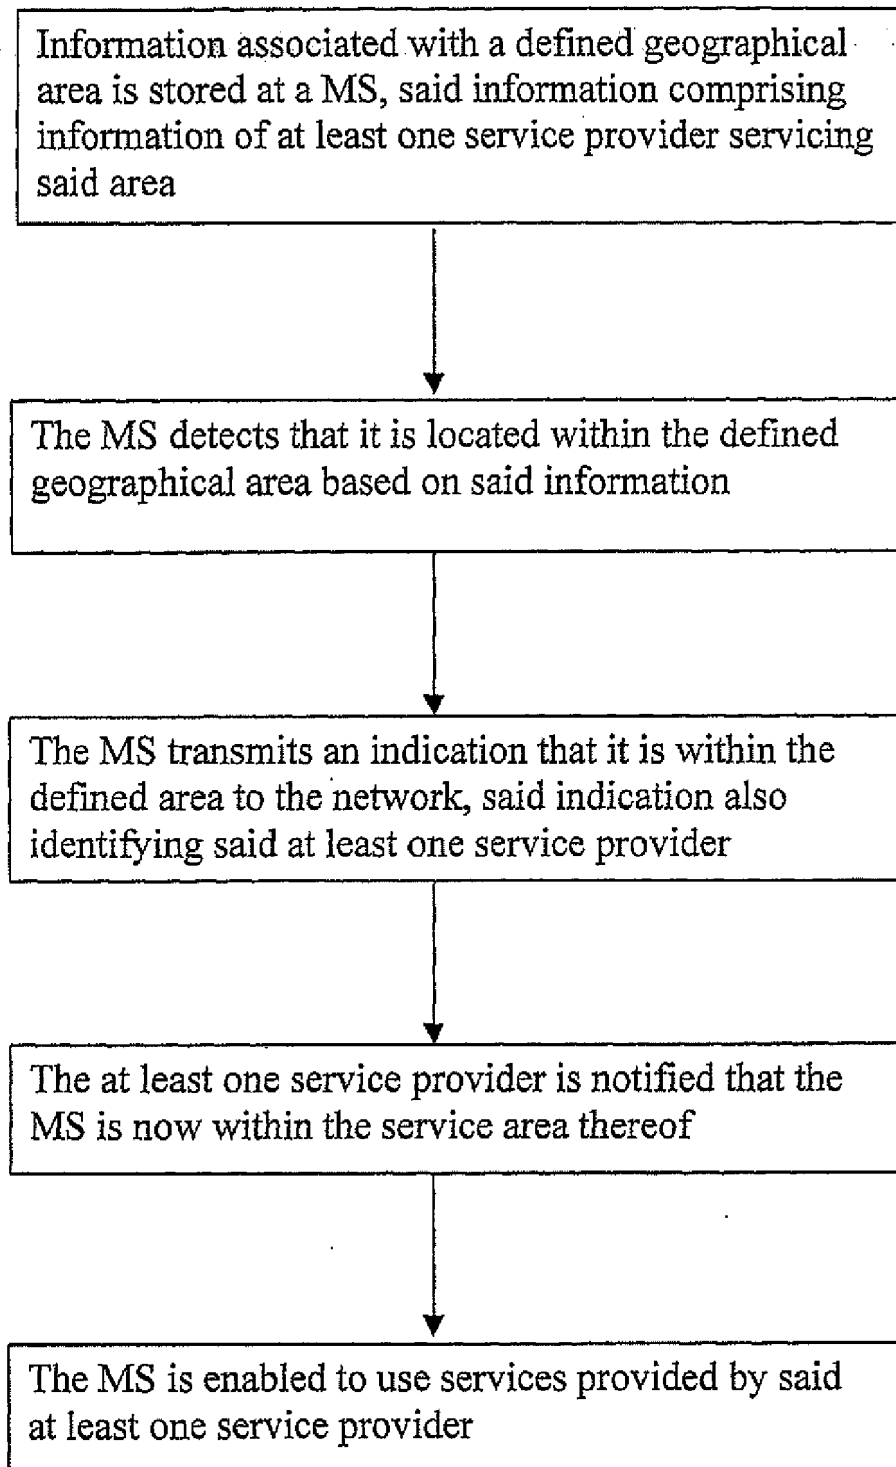 Information associated with a defined geographical
area is stored at a MS, said information comprising
information of at least one service provider servicing
said area
The MS detects that it is located within the defined
geographical area based on said information
The MS transmits an indication that it is within the
defined area to the network, said indication also
identifying said at least one service provider
The at least one service provider is notified that the
MS is now within the service area thereof
The MS is enabled to use services provided by said
at least one service provider